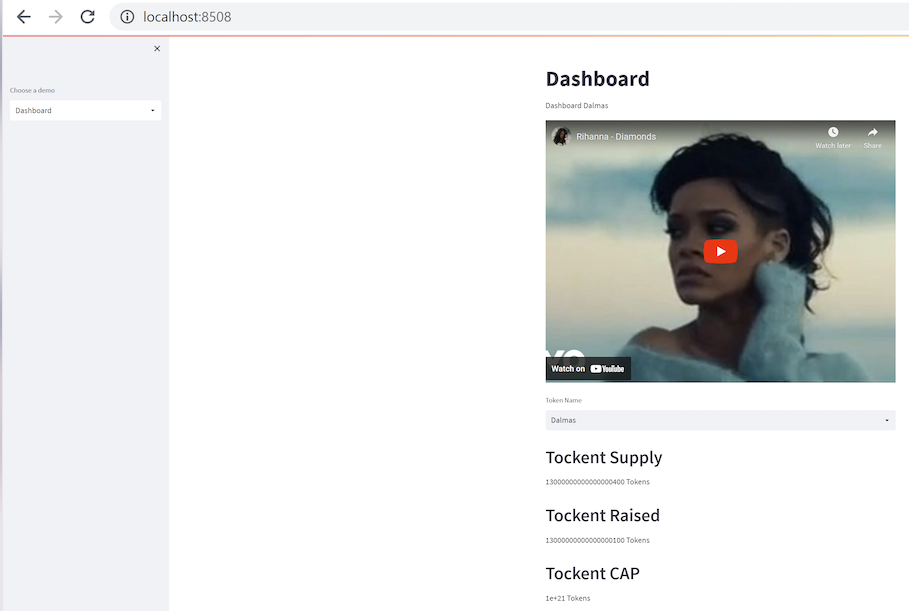 localhost:8508
Choose a demo
Dashboard
Dashboard
Dashboard Dalmas
Rihanna - Diamonds
Watch later
Share
Watch on YouTube
Token Name
Dalmas
Tockent Supply
13000000000000000400 Tokens
Tockent Raised
13000000000000000100 Tokens
Tockent CAP
1e+21 Tokens